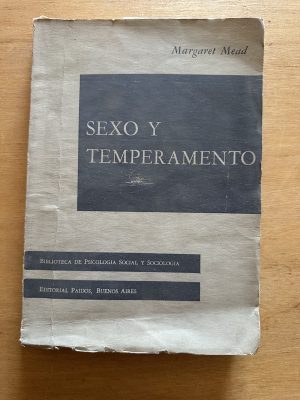 Margaret Mead
SEXO Y
TEMPERAMENTO
BIBLIOTECA DE PSICOLOGIA SOCIAL Y SOCIOLOGIA
EDITORIAL PAIDOS, BUENOS AIRES